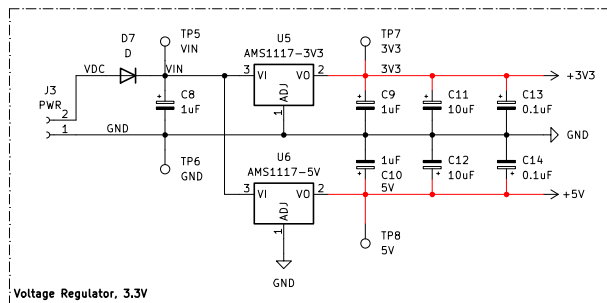 D7
D
TP5
VIN
U5
AMS1117-3V3
TP7
3V3
J3
PWR
VDC
VIN
3 VI VO 2
3V3
+3V3
ADJ
1
C8
1uF
C9
1uF
C11
10uF
C13
0.1uF
2
1
GND
GND
TP6
GND
U6
AMS1117-5V
1uF
C10
5V
C12
10uF
C14
0.1uF
3 VI VO 2
+5V
ADJ
1
TP8
5V
GND
Voltage Regulator, 3.3V